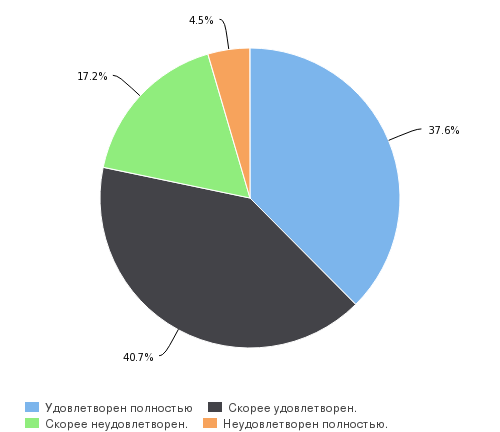 4.5%
17.2%
37.6%
40.7%
Удовлетворен полностью Скорее удовлетворен.
Скорее неудовлетворен. Неудовлетворен полностью.